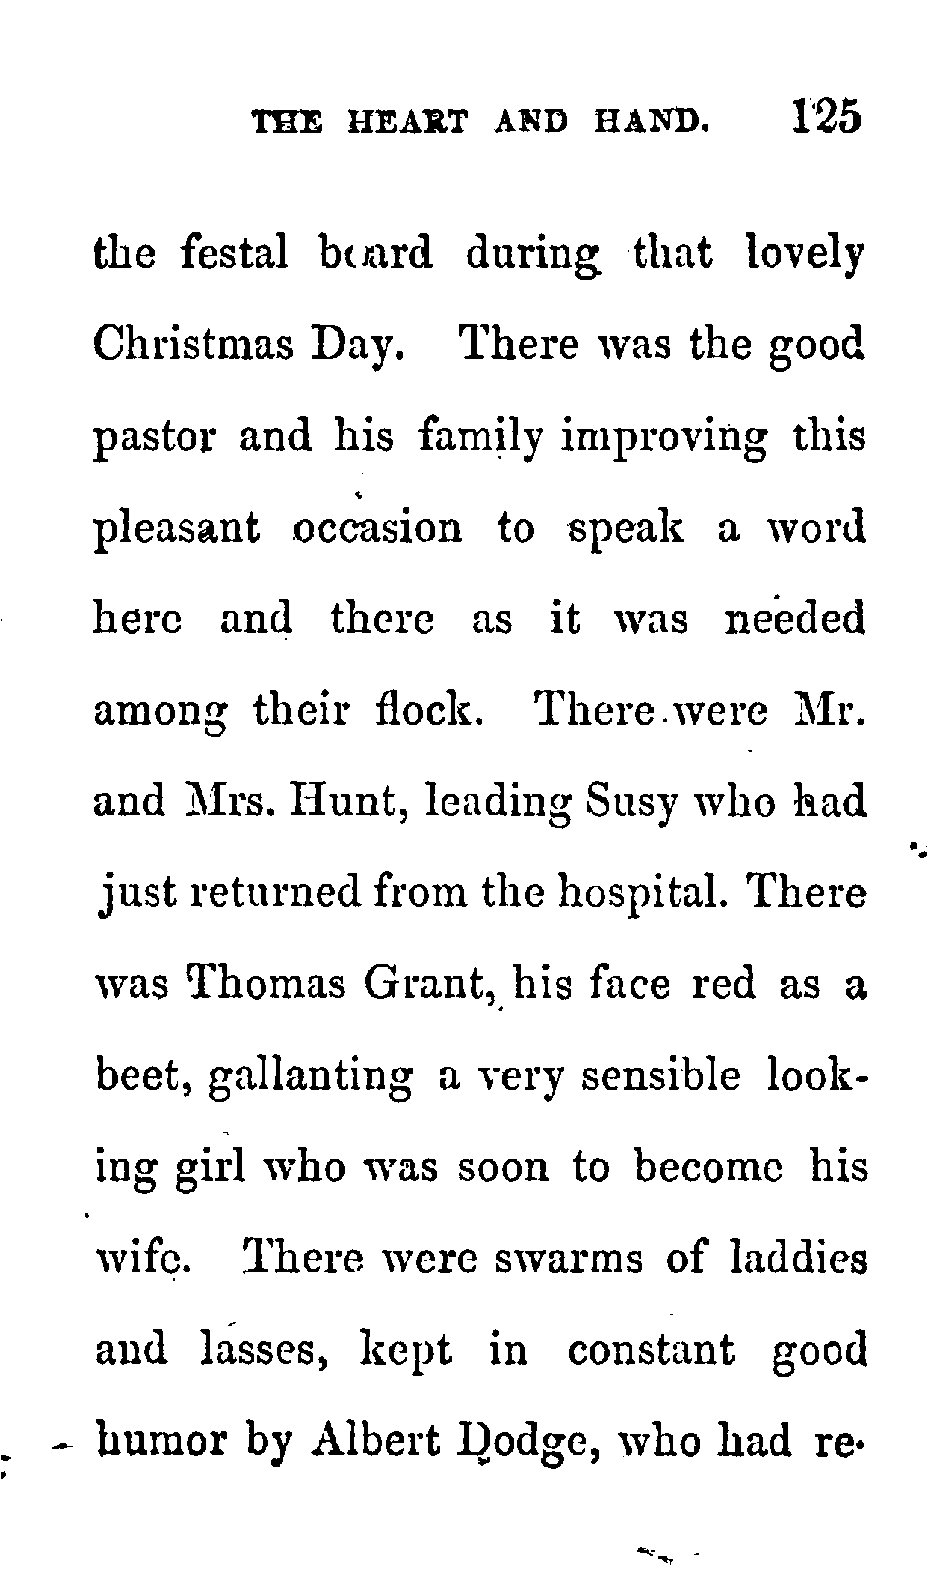 THE HEART AND HAND. 125
the festal board during that lovely
Christmas Day. There was the good
pastor and his family improving this
pleasant occasion to speak a word
here and there as it was needed
among their flock. There were Mr.
and Mrs. Hunt, leading Susy who had
just returned from the hospital. There
was Thomas Grant, his face red as a
beet, gallanting a very sensible look-
ing girl who was soon to become his
wife. There were swarms of laddies
and lasses, kept in constant good
humor by Albert Dodge, who had re-